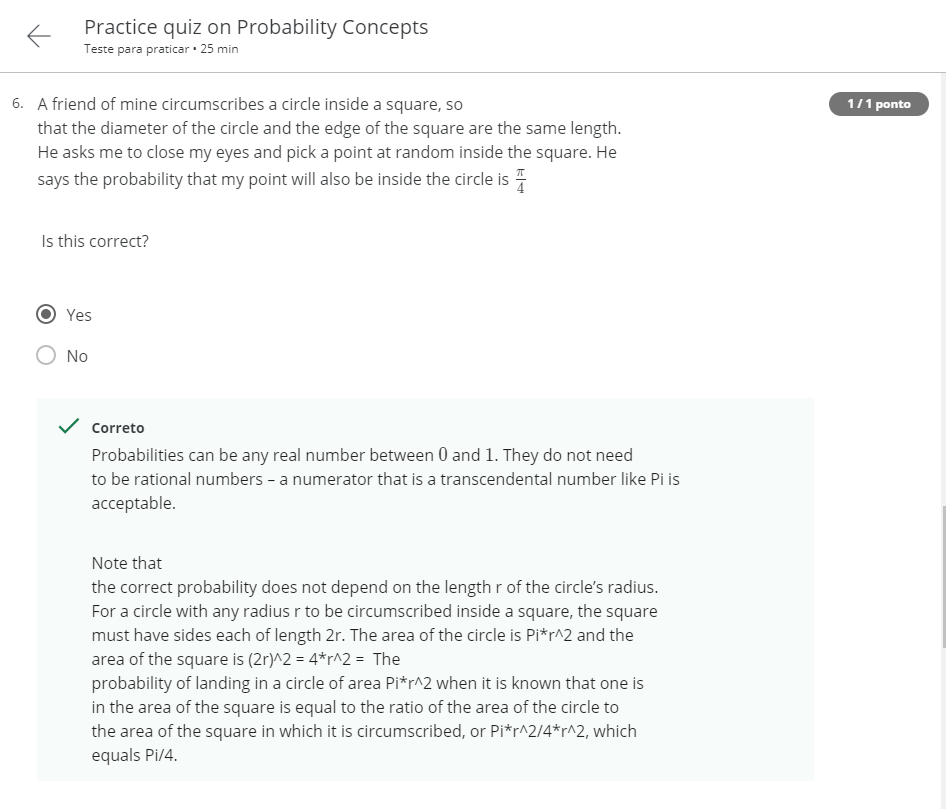 Practice quiz on Probability Concepts
Teste para praticar • 25 min
6. A friend of mine circumscribes a circle inside a square, so
1 / 1 ponto
that the diameter of the circle and the edge of the square are the same length.
He asks me to close my eyes and pick a point at random inside the square. He
says the probability that my point will also be inside the circle is π/4
Is this correct?
Yes
No
Correto
Probabilities can be any real number between 0 and 1. They do not need
to be rational numbers – a numerator that is a transcendental number like Pi is
acceptable.
Note that
the correct probability does not depend on the length r of the circle’s radius.
For a circle with any radius r to be circumscribed inside a square, the square
must have sides each of length 2r. The area of the circle is Pi*r^2 and the
area of the square is (2r)^2 = 4*r^2 =  The
probability of landing in a circle of area Pi*r^2 when it is known that one is
in the area of the square is equal to the ratio of the area of the circle to
the area of the square in which it is circumscribed, or Pi*r^2/4*r^2, which
equals Pi/4.